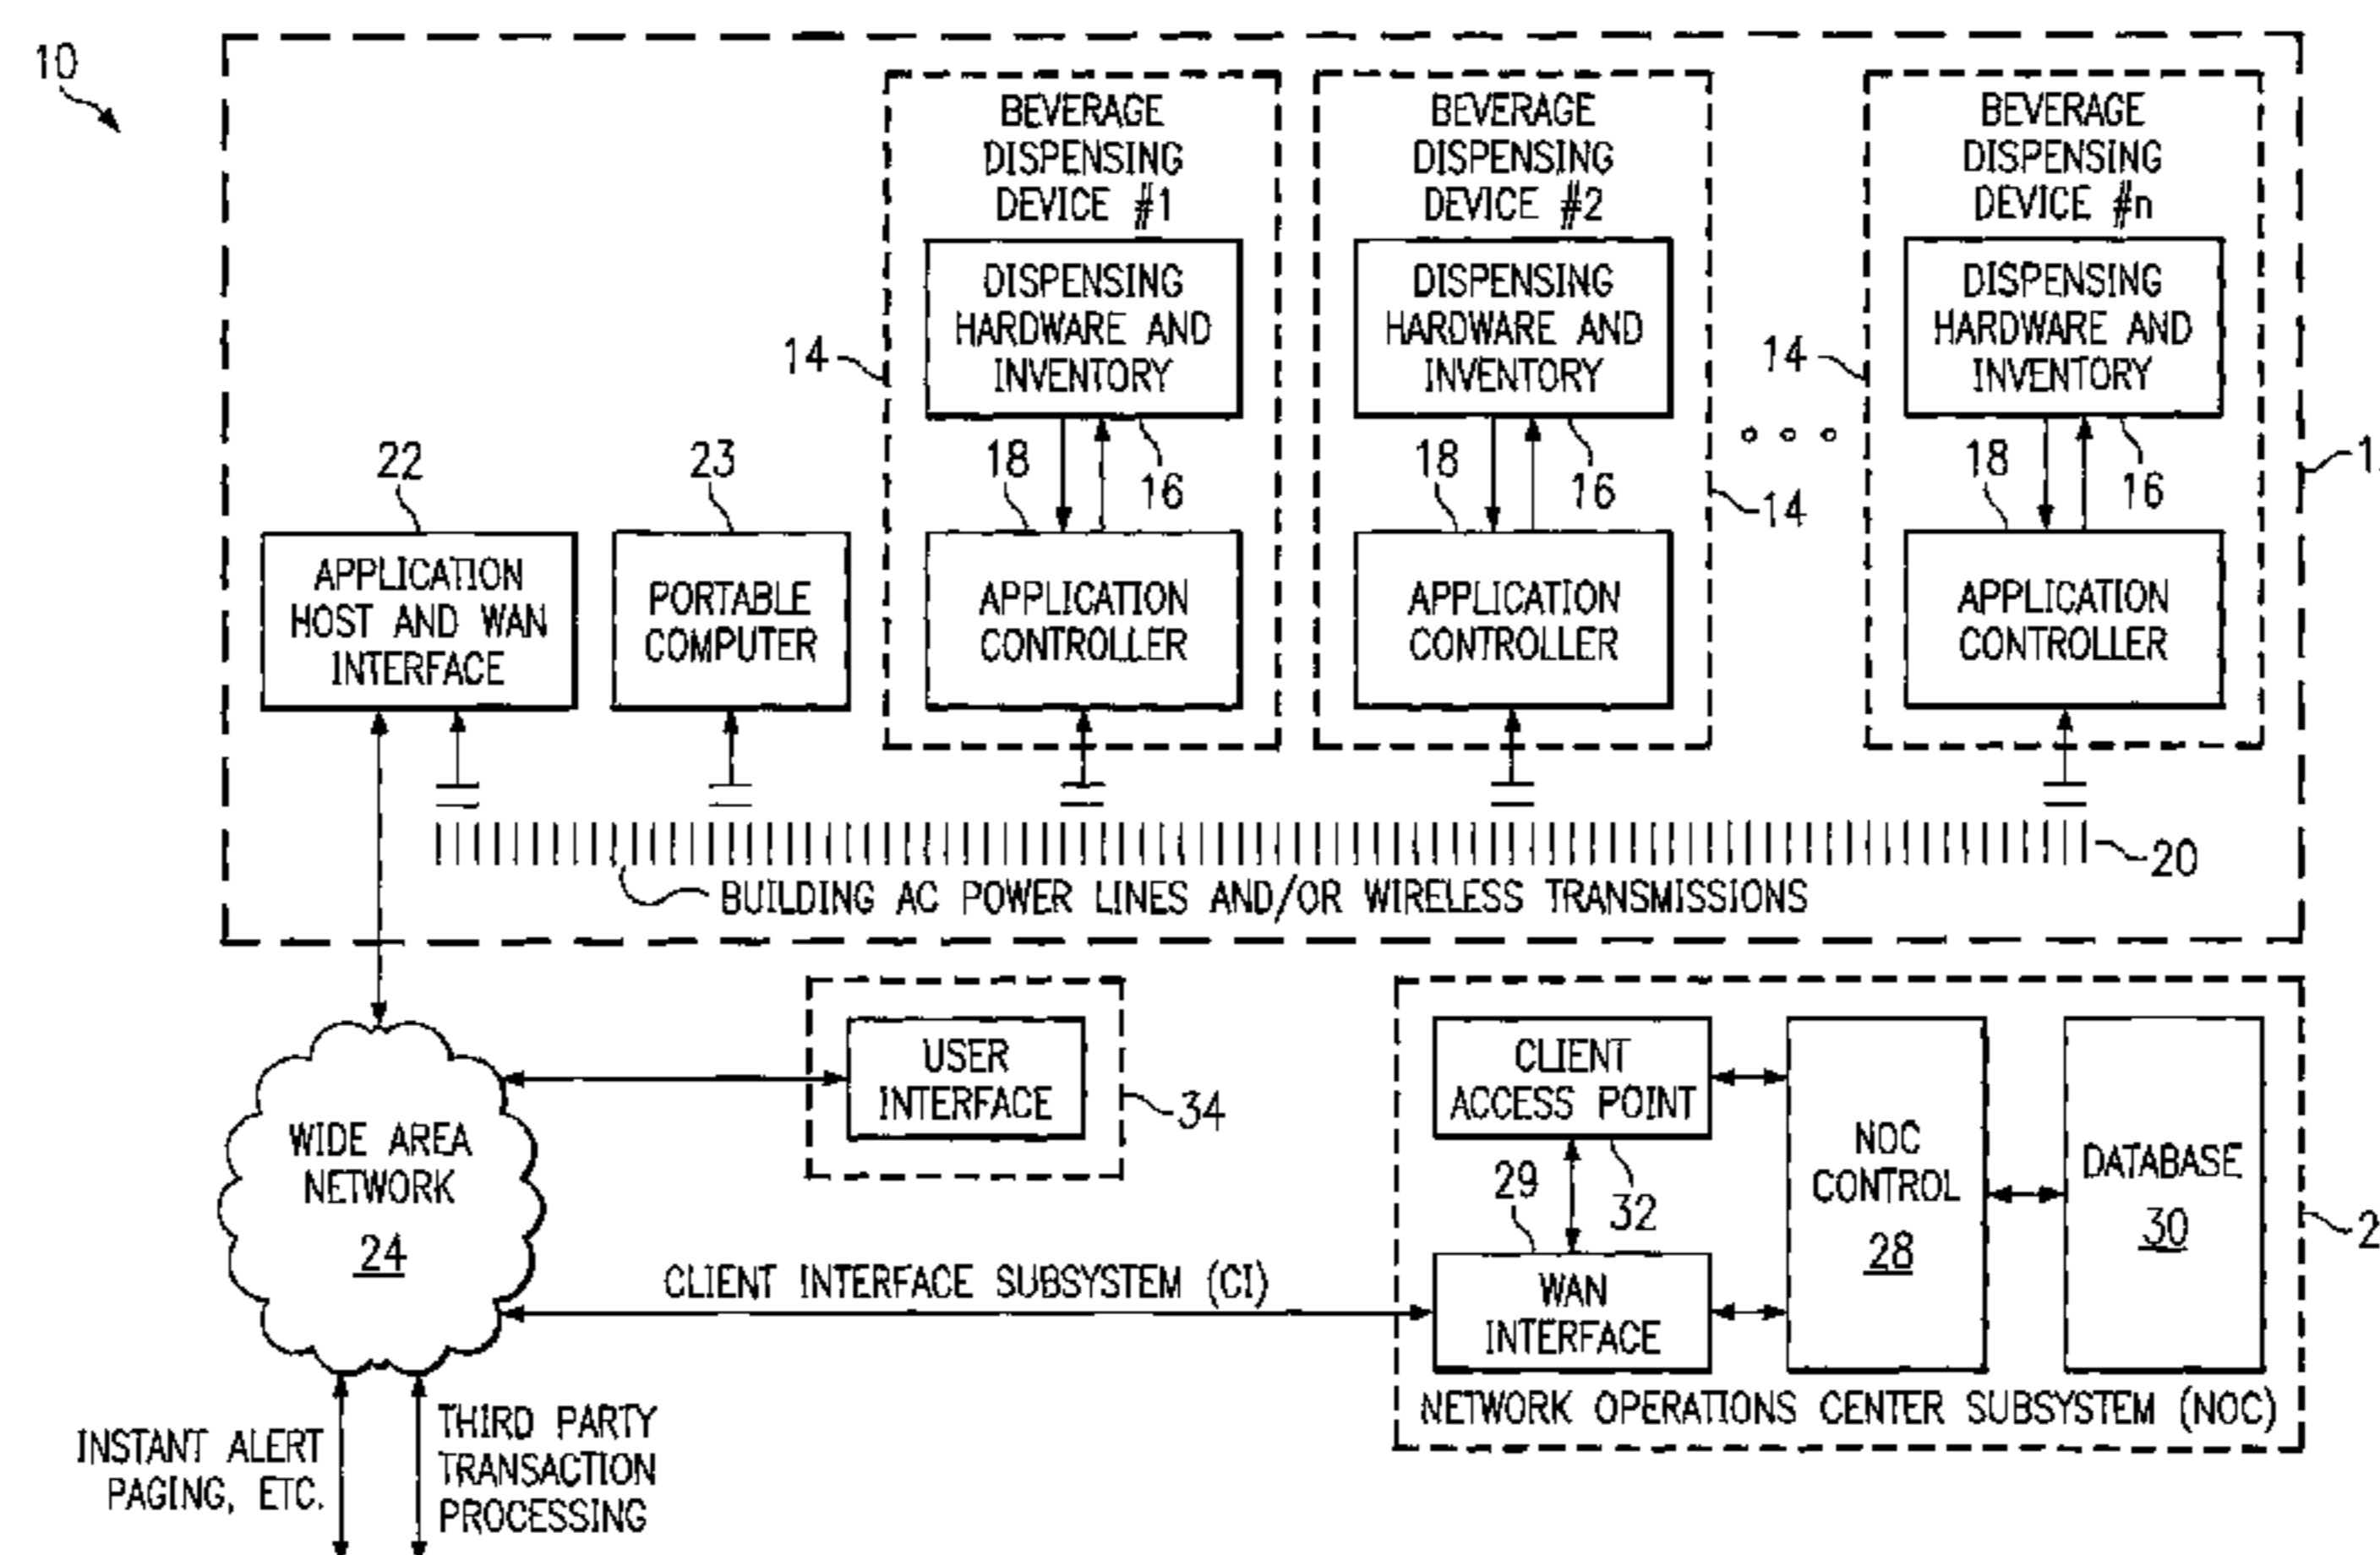 10
BEVERAGE
DISPENSING
DEVICE #1
BEVERAGE
DISPENSING
DEVICE #2
BEVERAGE
DISPENSING
DEVICE #n
DISPENSING
HARDWARE AND
INVENTORY
DISPENSING
HARDWARE AND
INVENTORY
DISPENSING
HARDWARE AND
INVENTORY
14
14
14
22
23
18
16
18
16
18
16
APPLICATION
HOST AND WAN
INTERFACE
PORTABLE
COMPUTER
APPLICATION
CONTROLLER
APPLICATION
CONTROLLER
APPLICATION
CONTROLLER
20
BUILDING AC POWER LINES AND/OR WIRELESS TRANSMISSIONS
WIDE AREA
NETWORK
24
USER
INTERFACE
34
CLIENT INTERFACE SUBSYSTEM (CI)
CLIENT
ACCESS POINT
29
32
WAN
INTERFACE
NOC
CONTROL
28
DATABASE
30
NETWORK OPERATIONS CENTER SUBSYSTEM (NOC)
INSTANT ALERT
PAGING, ETC.
THIRD PARTY
TRANSACTION
PROCESSING